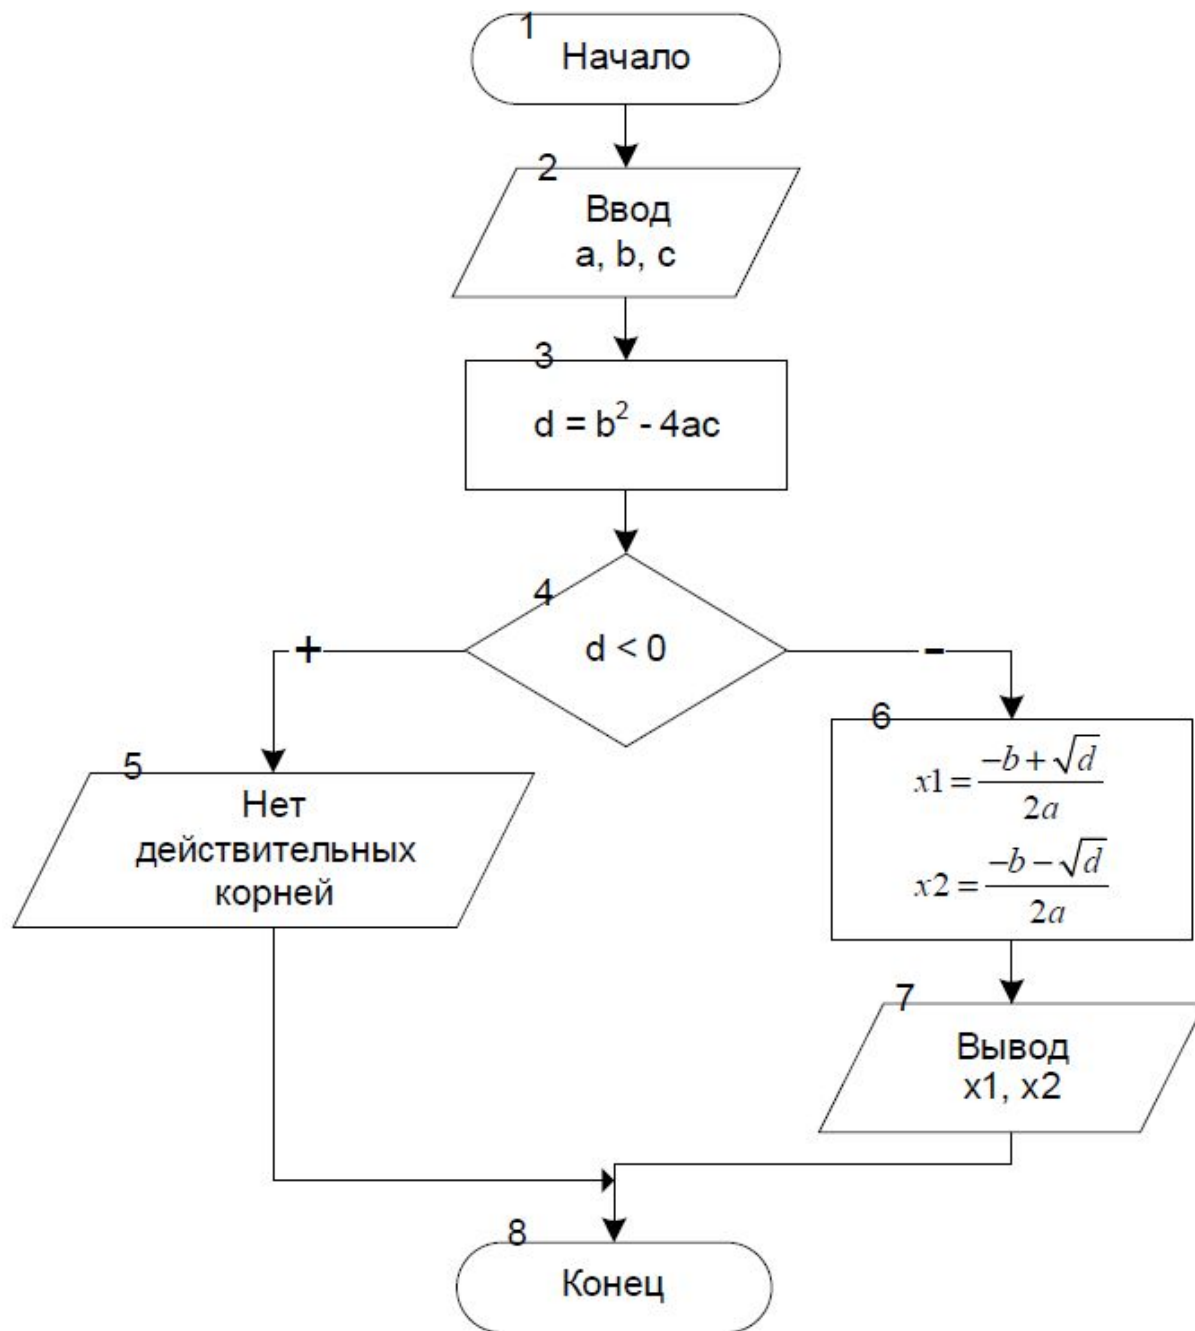 1
Начало
2
Ввод
a, b, c
3
d = b² - 4ac
4
d < 0
+
-
5
Нет
действительных
корней
6
x1 = (-b + √d) / 2a
x2 = (-b - √d) / 2a
7
Вывод
x1, x2
8
Конец